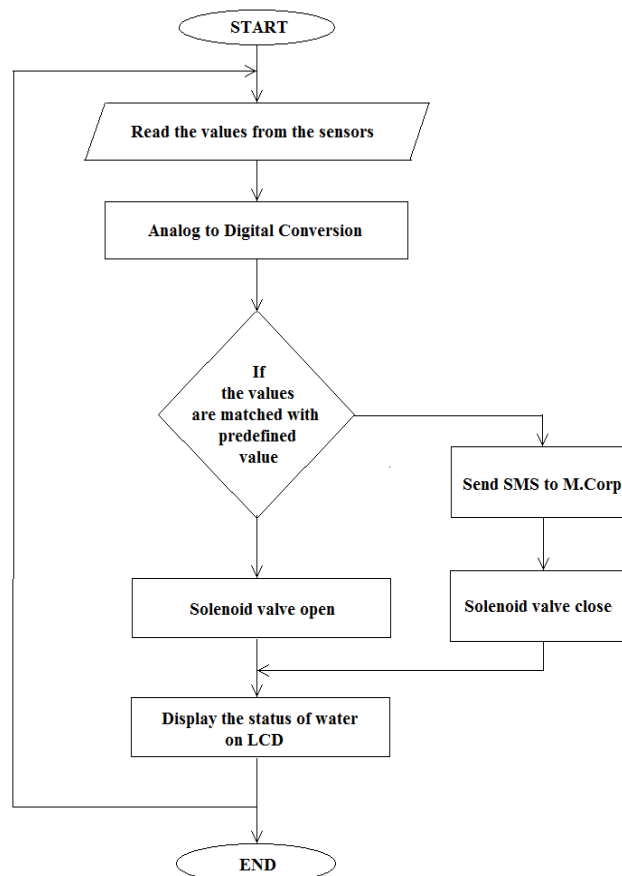 START
Read the values from the sensors
Analog to Digital Conversion
If
the values
are matched with
predefined
value
Send SMS to M.Corp
Solenoid valve open
Solenoid valve close
Display the status of water
on LCD
END